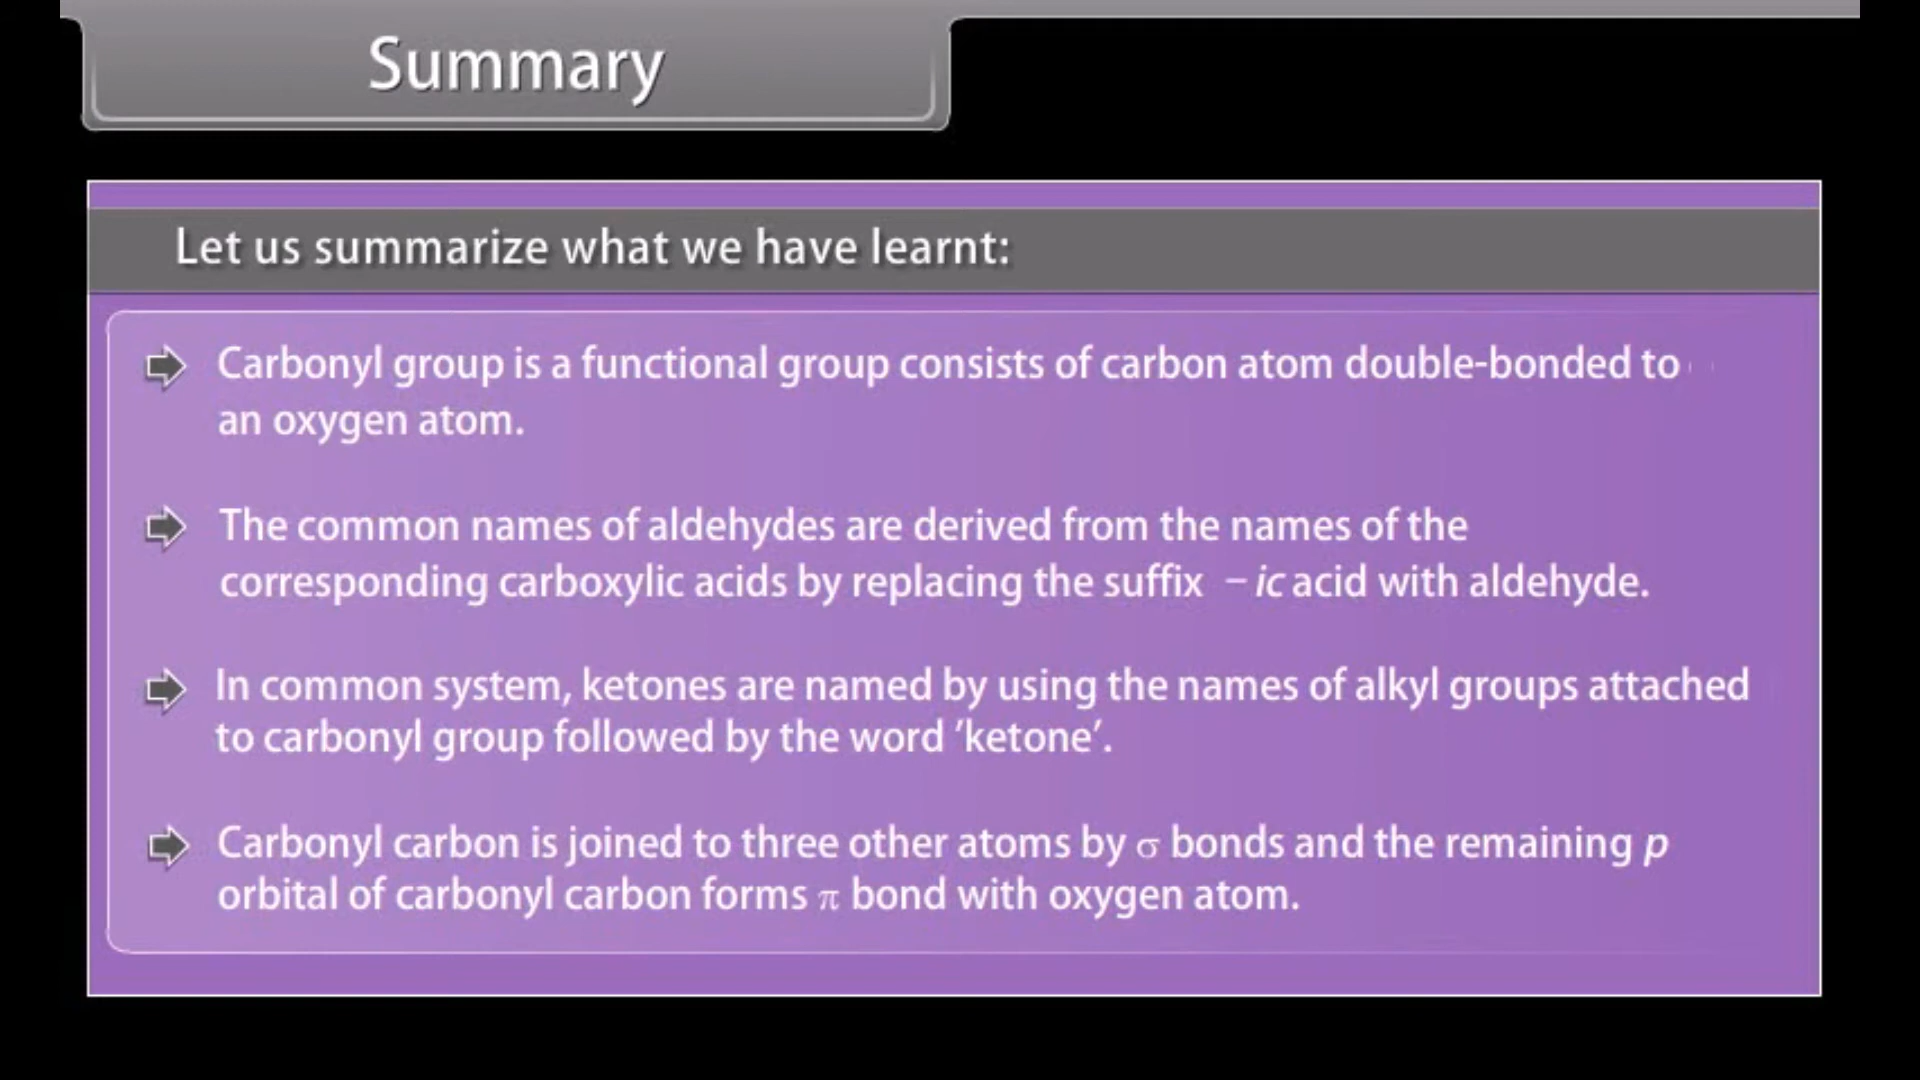 Summary
Let us summarize what we have learnt:
Carbonyl group is a functional group consists of carbon atom double-bonded to
an oxygen atom.
The common names of aldehydes are derived from the names of the
corresponding carboxylic acids by replacing the suffix – ic acid with aldehyde.
In common system, ketones are named by using the names of alkyl groups attached
to carbonyl group followed by the word ‘ketone’.
Carbonyl carbon is joined to three other atoms by σ bonds and the remaining p
orbital of carbonyl carbon forms π bond with oxygen atom.